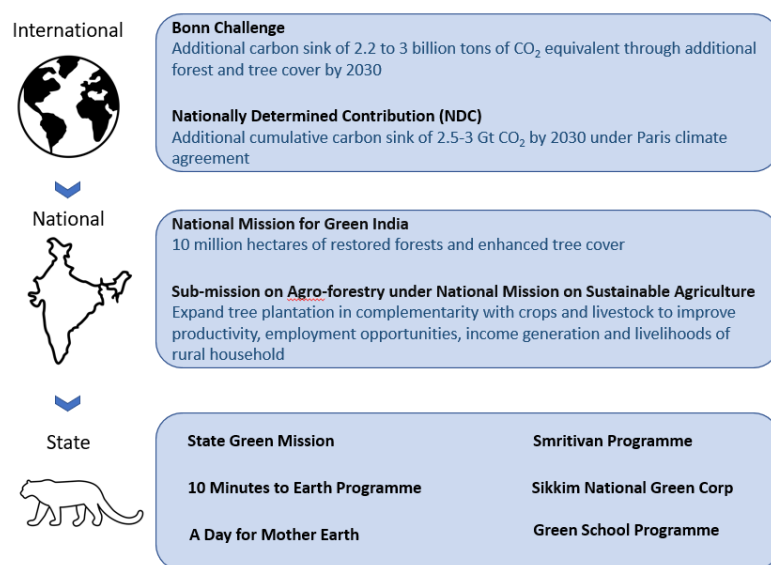 International
Bonn Challenge
Additional carbon sink of 2.2 to 3 billion tons of CO₂ equivalent through additional
forest and tree cover by 2030
Nationally Determined Contribution (NDC)
Additional cumulative carbon sink of 2.5-3 Gt CO₂ by 2030 under Paris climate
agreement
National
National Mission for Green India
10 million hectares of restored forests and enhanced tree cover
Sub-mission on Agro-forestry under National Mission on Sustainable Agriculture
Expand tree plantation in complementarity with crops and livestock to improve
productivity, employment opportunities, income generation and livelihoods of
rural household
State
State Green Mission
10 Minutes to Earth Programme
A Day for Mother Earth
Smritivan Programme
Sikkim National Green Corp
Green School Programme